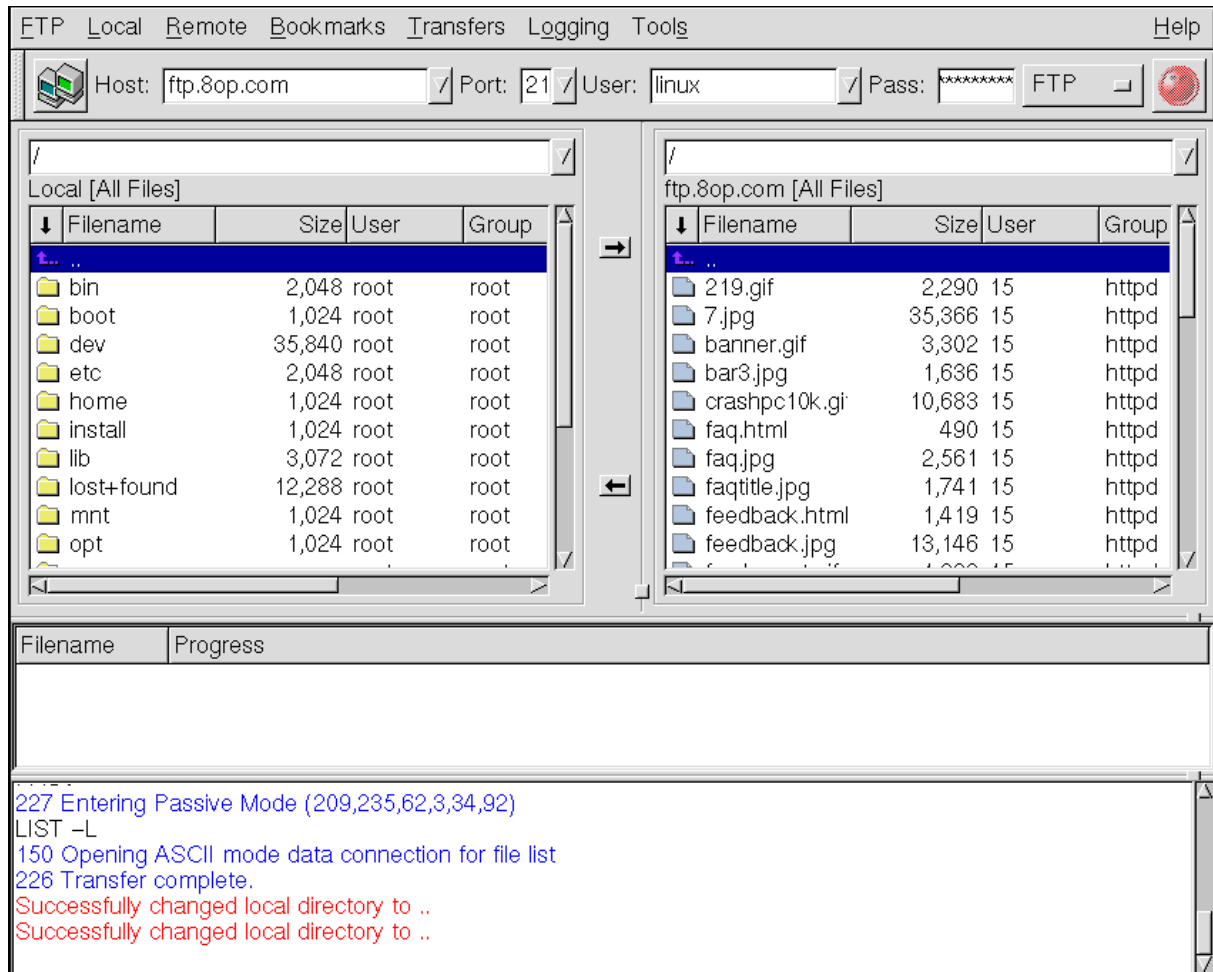 FTP Local Remote Bookmarks Transfers Logging Tools Help
Host: ftp.8op.com Port: 21 User: linux Pass: ********* FTP
/ /
Local [All Files] ftp.8op.com [All Files]
Filename Size User Group Filename Size User Group
.. ..
bin 2,048 root root 219.gif 2,290 15 httpd
boot 1,024 root root 7.jpg 35,366 15 httpd
dev 35,840 root root banner.gif 3,302 15 httpd
etc 2,048 root root bar3.jpg 1,636 15 httpd
home 1,024 root root crashpc10k.gi 10,683 15 httpd
install 1,024 root root faq.html 490 15 httpd
lib 3,072 root root faq.jpg 2,561 15 httpd
lost+found 12,288 root root faqtitle.jpg 1,741 15 httpd
mnt 1,024 root root feedback.html 1,419 15 httpd
opt 1,024 root root feedback.jpg 13,146 15 httpd
Filename Progress
227 Entering Passive Mode (209,235,62,3,34,92)
LIST -L
150 Opening ASCII mode data connection for file list
226 Transfer complete.
Successfully changed local directory to ..
Successfully changed local directory to ..